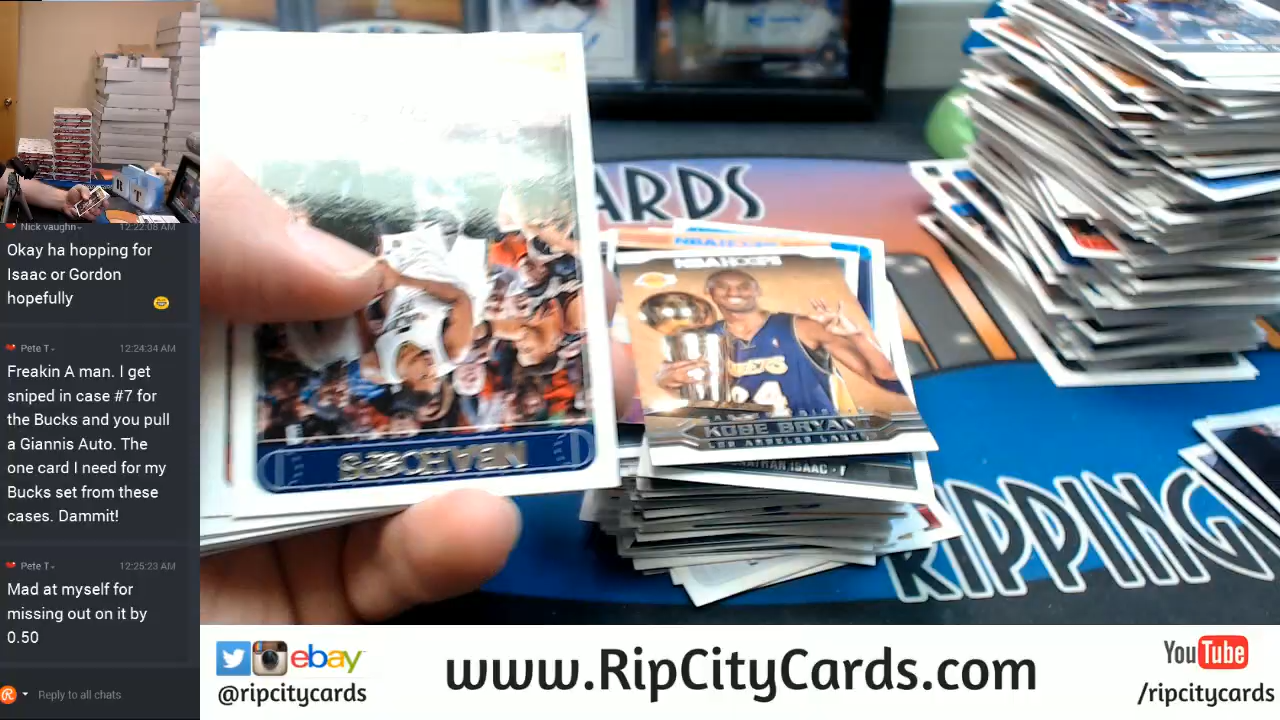 Nick vaughn
12:22:08 AM
Okay ha hopping for
Isaac or Gordon
hopefully
Pete T
12:24:34 AM
Freakin A man. I get
sniped in case #7 for
the Bucks and you pull
a Giannis Auto. The
one card I need for my
Bucks set from these
cases. Dammit!
Pete T
12:25:23 AM
Mad at myself for
missing out on it by
0.50
Reply to all chats
CARDS
NBA HOOPS
24
KOBE BRYANT
LOS ANGELES LAKERS
JONATHAN ISAAC - F
NBA HOOPS
RIPPING
ebay
@ripcitycards
www.RipCityCards.com
YouTube
/ripcitycards